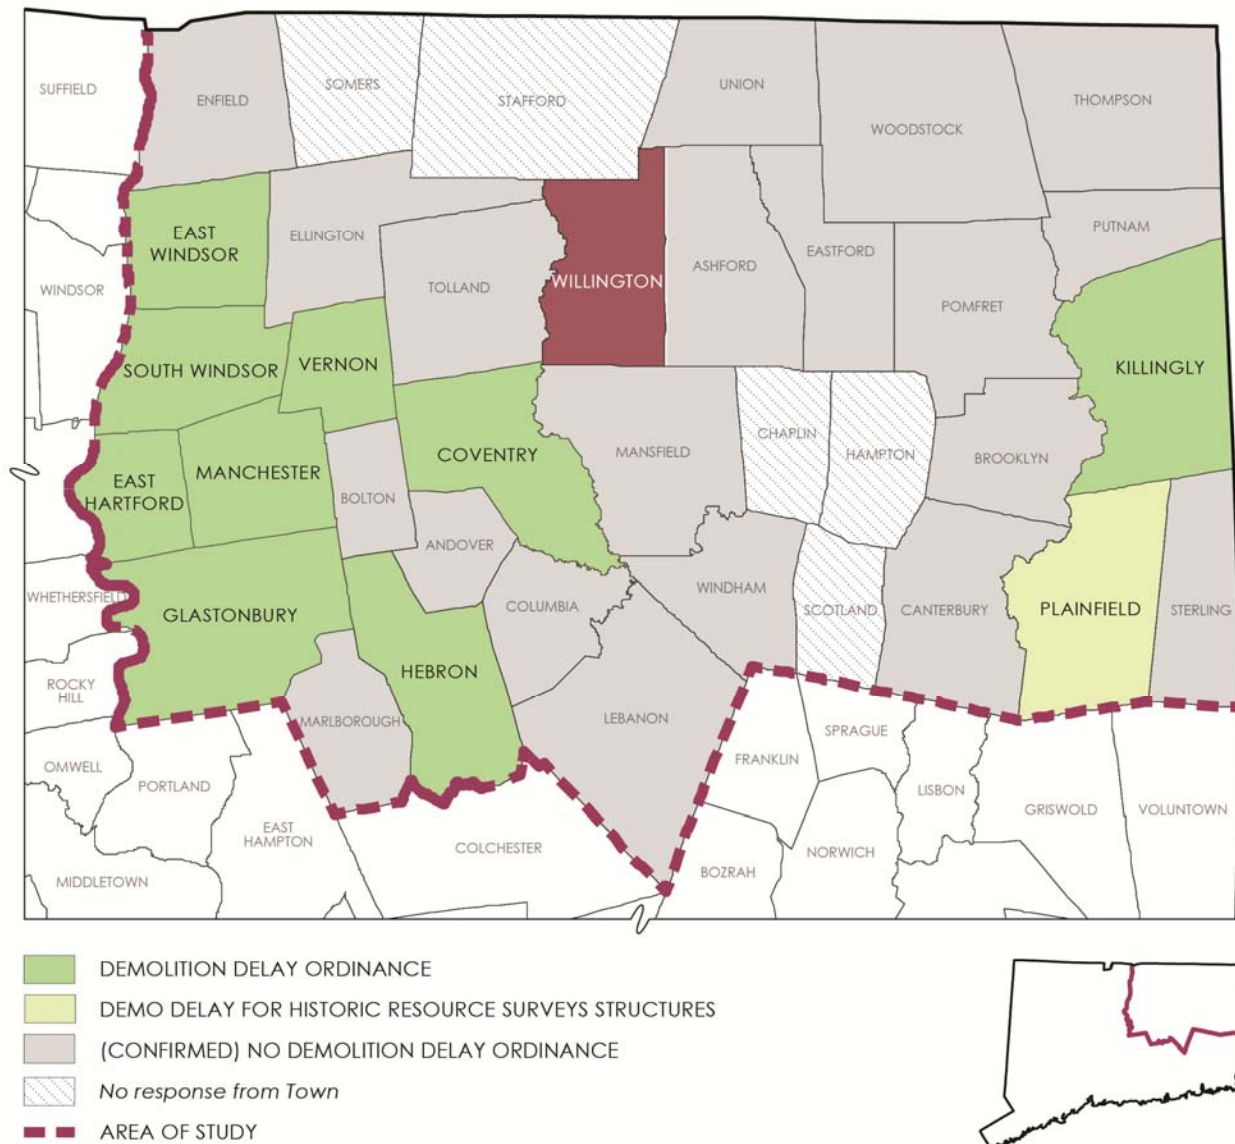 SUFFIELD
ENFIELD
SOMERS
STAFFORD
UNION
WOODSTOCK
THOMPSON
EAST
WINDSOR
ELLINGTON
TOLLAND
WILLINGTON
ASHFORD
EASTFORD
PUTNAM
POMFRET
WINDSOR
SOUTH WINDSOR
VERNON
KILLINGLY
COVENTRY
MANSFIELD
CHAPLIN
HAMPTON
BROOKLYN
EAST
HARTFORD
MANCHESTER
BOLTON
ANDOVER
WHETHERSFIELD
GLASTONBURY
COLUMBIA
WINDHAM
SCOTLAND
CANTERBURY
PLAINFIELD
STERLING
ROCKY
HILL
HEBRON
MARLBOROUGH
LEBANON
OMWELL
PORTLAND
FRANKLIN
SPRAGUE
LISBON
GRISWOLD
VOLUNTOWN
EAST
HAMPTON
COLCHESTER
MIDDLETOWN
BOZRAH
NORWICH
DEMOLITION DELAY ORDINANCE
DEMO DELAY FOR HISTORIC RESOURCE SURVEYS STRUCTURES
(CONFIRMED) NO DEMOLITION DELAY ORDINANCE
No response from Town
AREA OF STUDY